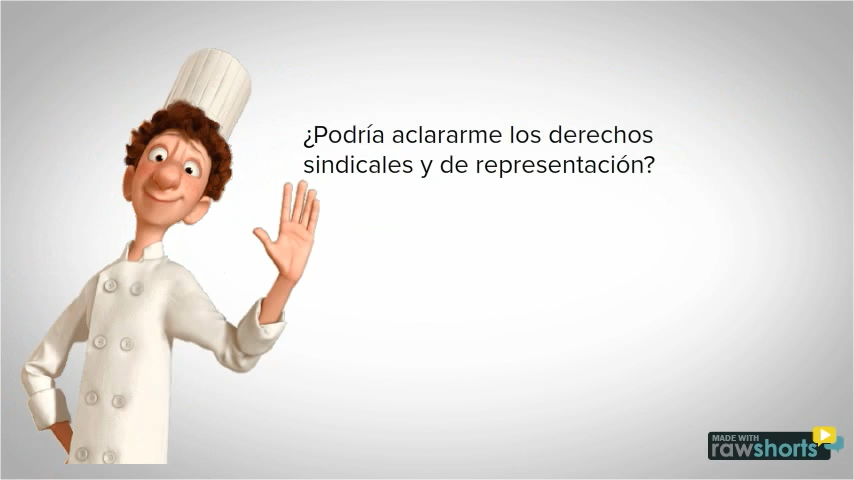 ¿Podría aclararme los derechos
sindicales y de representación?
MADE WITH
rawshorts